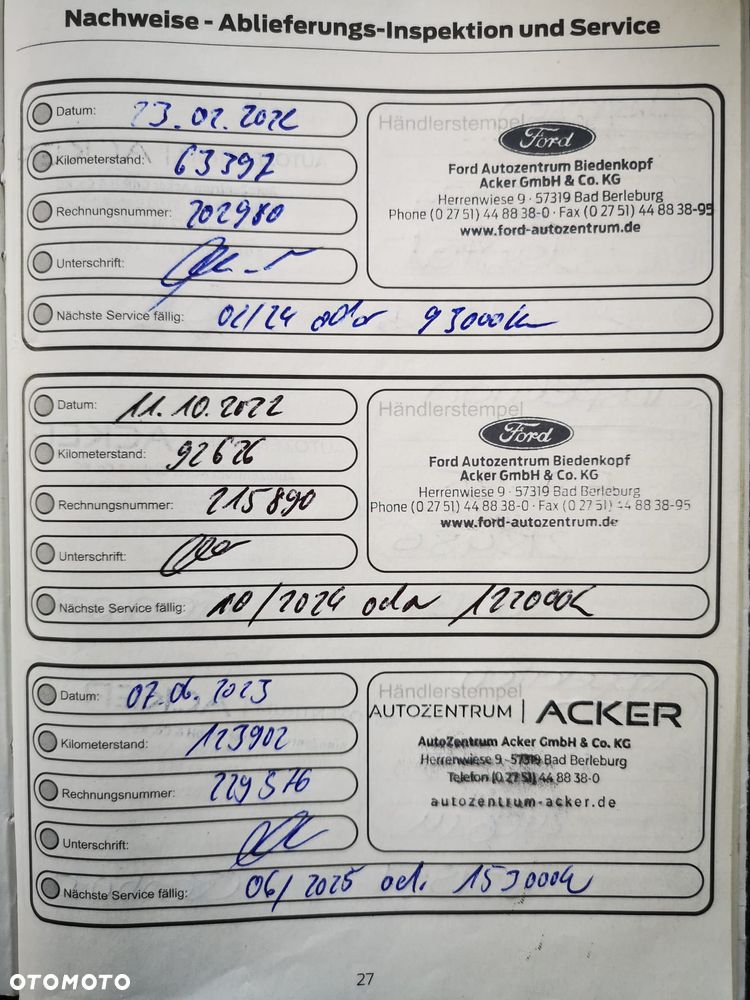 Nachweise - Ablieferungs-Inspektion und Service
Datum: 23.02.2022
Kilometerstand: 63397
Rechnungsnummer: 202980
Unterschrift:
Nächste Service fällig: 02/24 oder 93000km
Händlerstempel
Ford
Ford Autozentrum Biedenkopf
Acker GmbH & Co. KG
Herrenwiese 9 · 57319 Bad Berleburg
Phone (0 27 51) 44 88 38-0 · Fax (0 27 51) 44 88 38-95
www.ford-autozentrum.de
Datum: 11.10.2022
Kilometerstand: 92626
Rechnungsnummer: 215890
Unterschrift:
Nächste Service fällig: 10/2024 oder 122000km
Händlerstempel
Ford
Ford Autozentrum Biedenkopf
Acker GmbH & Co. KG
Herrenwiese 9 · 57319 Bad Berleburg
Phone (0 27 51) 44 88 38-0 · Fax (0 27 51) 44 88 38-95
www.ford-autozentrum.de
Datum: 07.06.2023
Kilometerstand: 123902
Rechnungsnummer:
Unterschrift:
Nächste Service fällig: 06/2025 od. 153000km
Händlerstempel
AUTOZENTRUM | ACKER
AutoZentrum Acker GmbH & Co. KG
Herrenwiese 9 - 57319 Bad Berleburg
Telefon (0 27 51) 44 88 38-0
autozentrum-acker.de
27
OTOMOTO